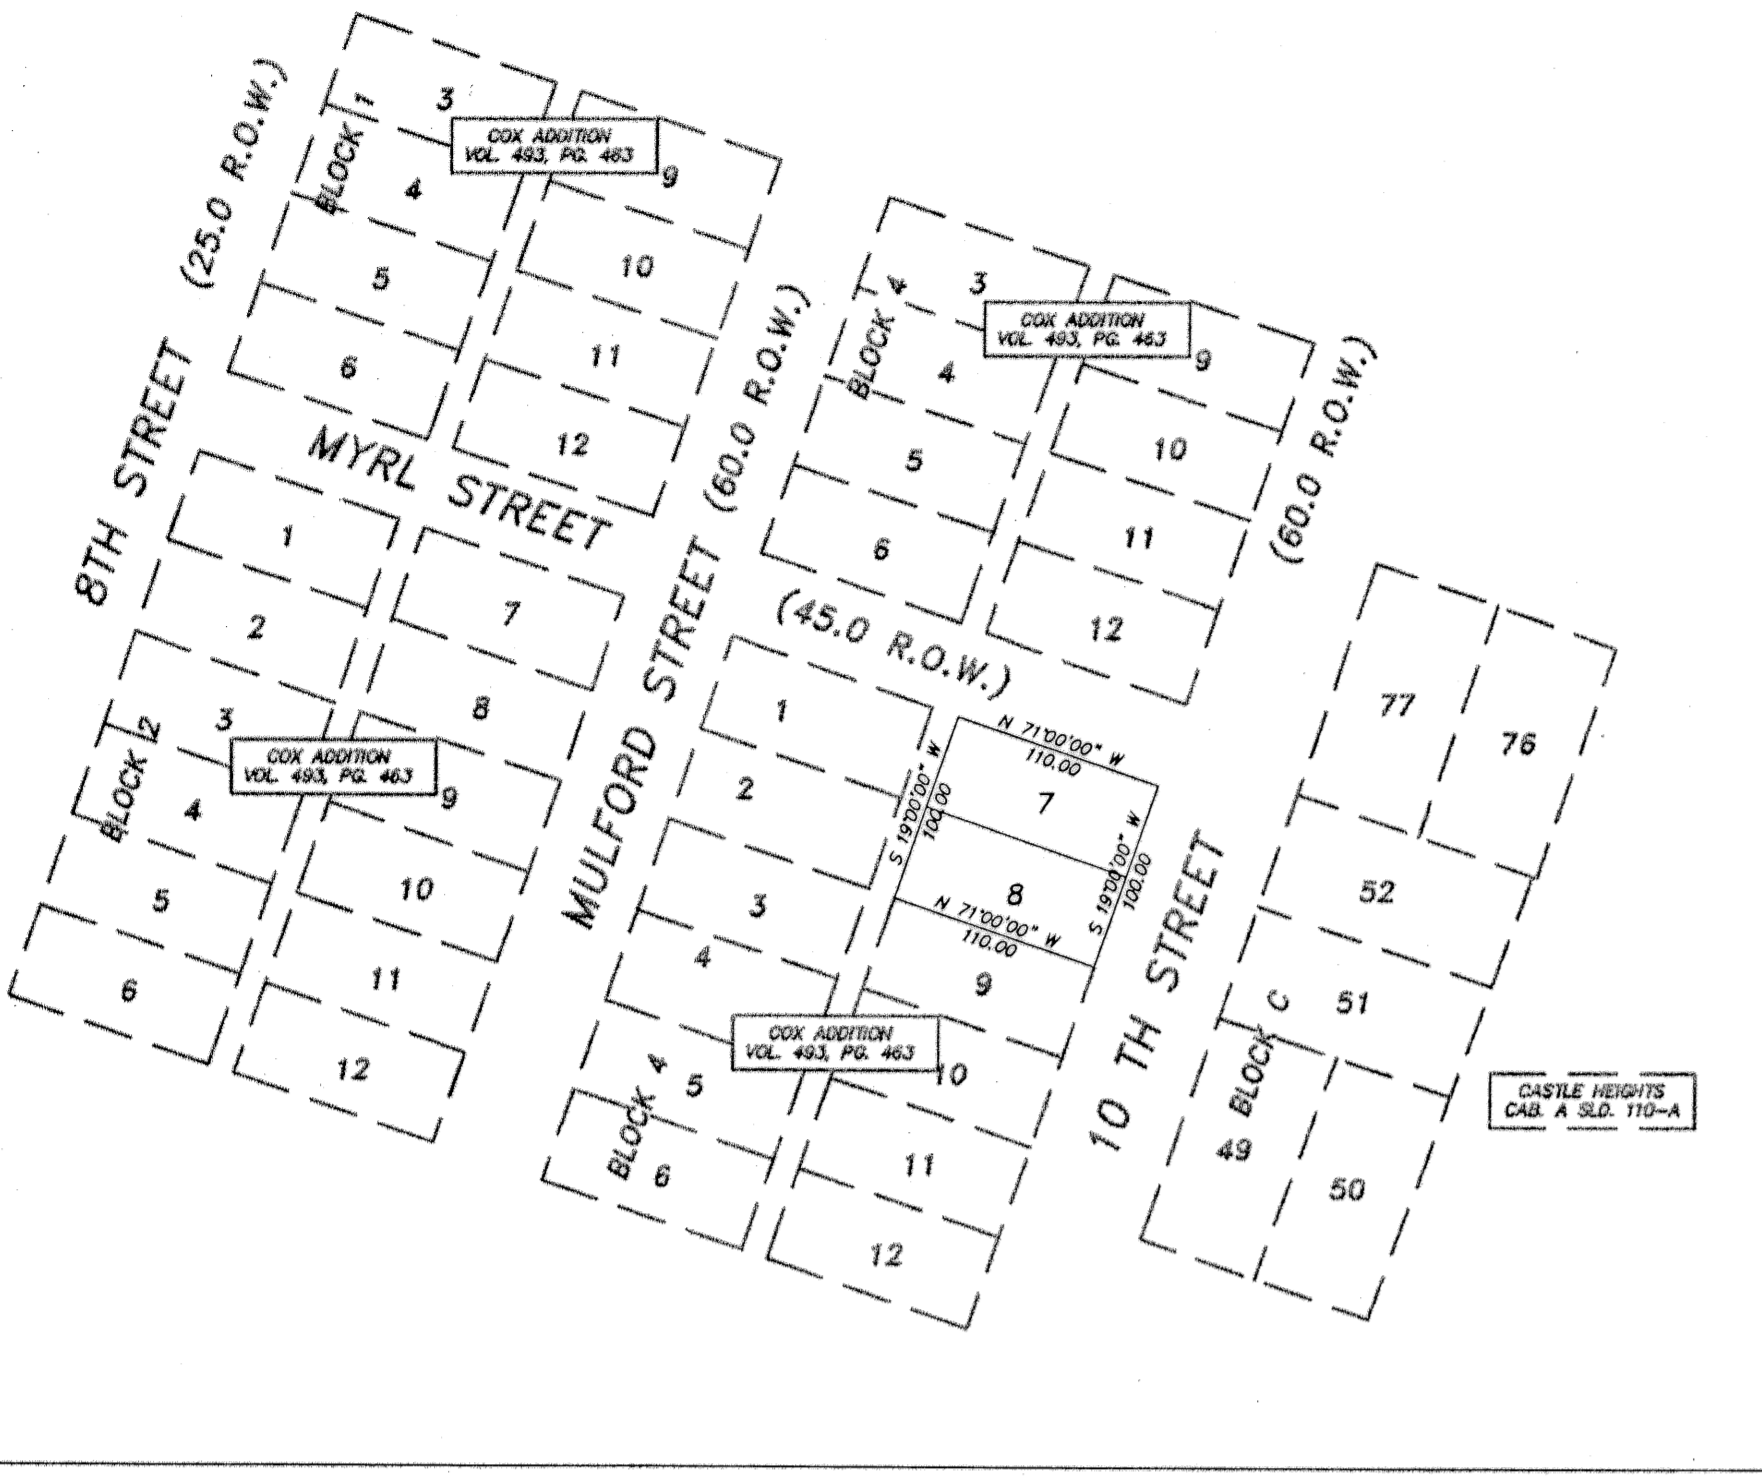 (25.0 R.O.W.)
8TH STREET
BLOCK 1
3
COX ADDITION
VOL. 493, PG. 463
4
5
6
9
10
11
12
MYRL STREET
(45.0 R.O.W.)
1
2
3
BLOCK 2
COX ADDITION
VOL. 493, PG. 463
4
5
6
7
8
9
10
11
12
MULFORD STREET (60.0 R.O.W.)
BLOCK 4
3
COX ADDITION
VOL. 493, PG. 463
4
5
6
9
10
11
12
1
2
3
4
COX ADDITION
VOL. 493, PG. 463
BLOCK 4
5
6
N 71°00'00" W
110.00
S 19°00'00" W
100.00
7
S 19°00'00" W
100.00
8
N 71°00'00" W
110.00
9
10
11
12
10 TH STREET
(60.0 R.O.W.)
77
76
52
51
BLOCK C
49
50
CASTLE HEIGHTS
CAB. A SLD. 110-A